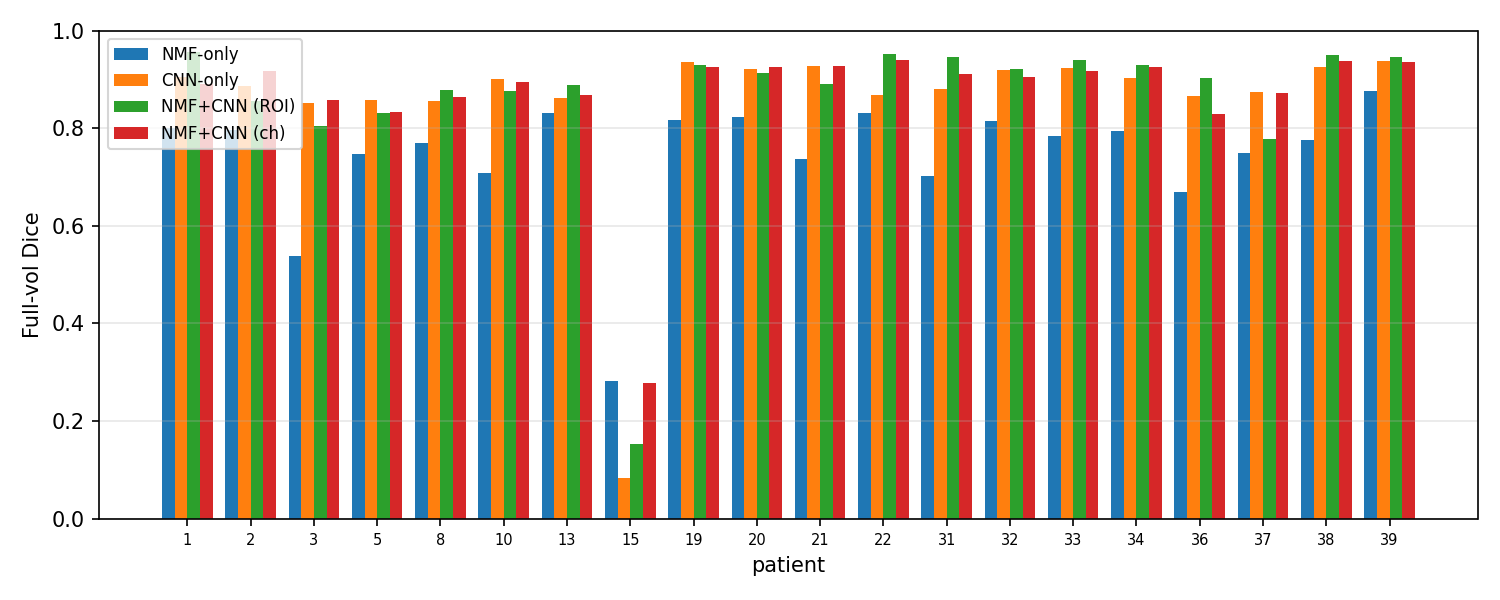 1.0
0.8
0.6
0.4
0.2
0.0
Full-vol Dice
NMF-only
CNN-only
NMF+CNN (ROI)
NMF+CNN (ch)
1 2 3 5 8 10 13 15 19 20 21 22 31 32 33 34 36 37 38 39
patient